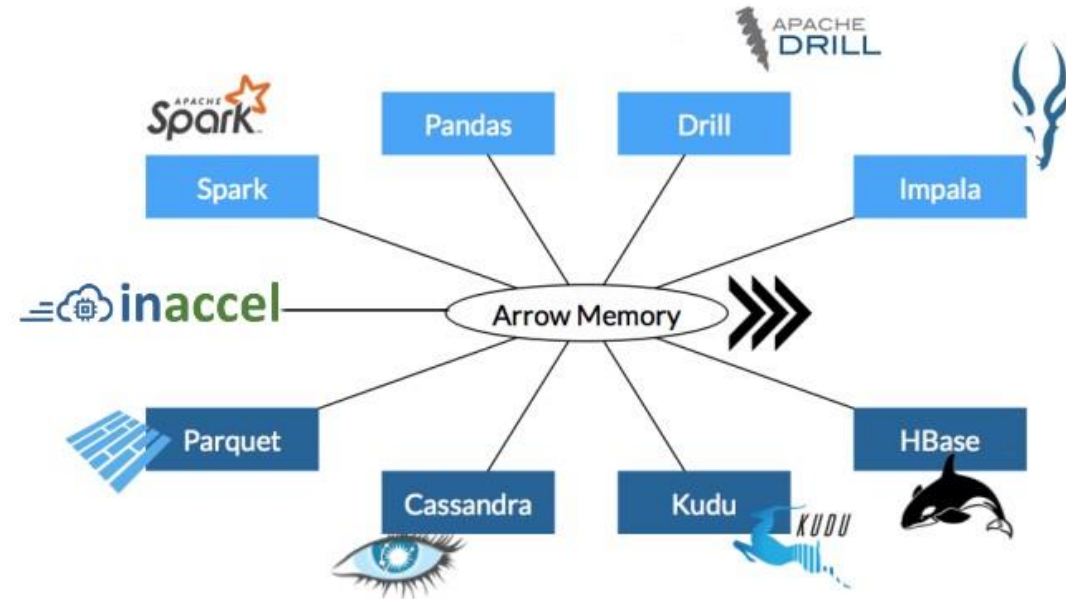 APACHE
DRILL
APACHE
Spark
Pandas
Drill
Spark
Impala
inaccel
Arrow Memory
Parquet
HBase
Cassandra
Kudu
KUDU